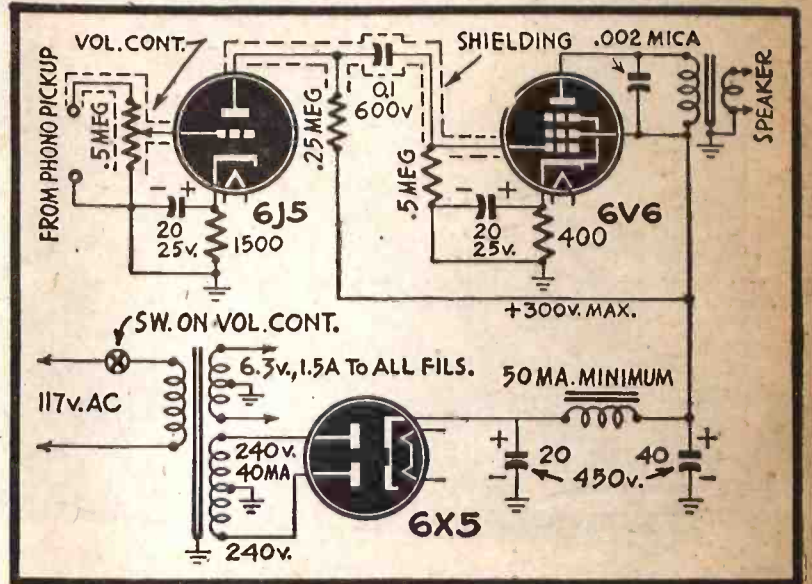 VOL. CONT.
SHIELDING
.002 MICA
FROM PHONO PICKUP
.5 MEG
.25 MEG
0.1
600v
.5 MEG
SPEAKER
- +
20
25v.
1500
6J5
- +
20
25v.
400
6V6
+300V. MAX.
SW. ON VOL. CONT.
6.3v., 1.5A To ALL FILS.
50 MA. MINIMUM
117v. AC
240v.
40MA
240v.
6X5
+
-
20
450v.
40
+
-